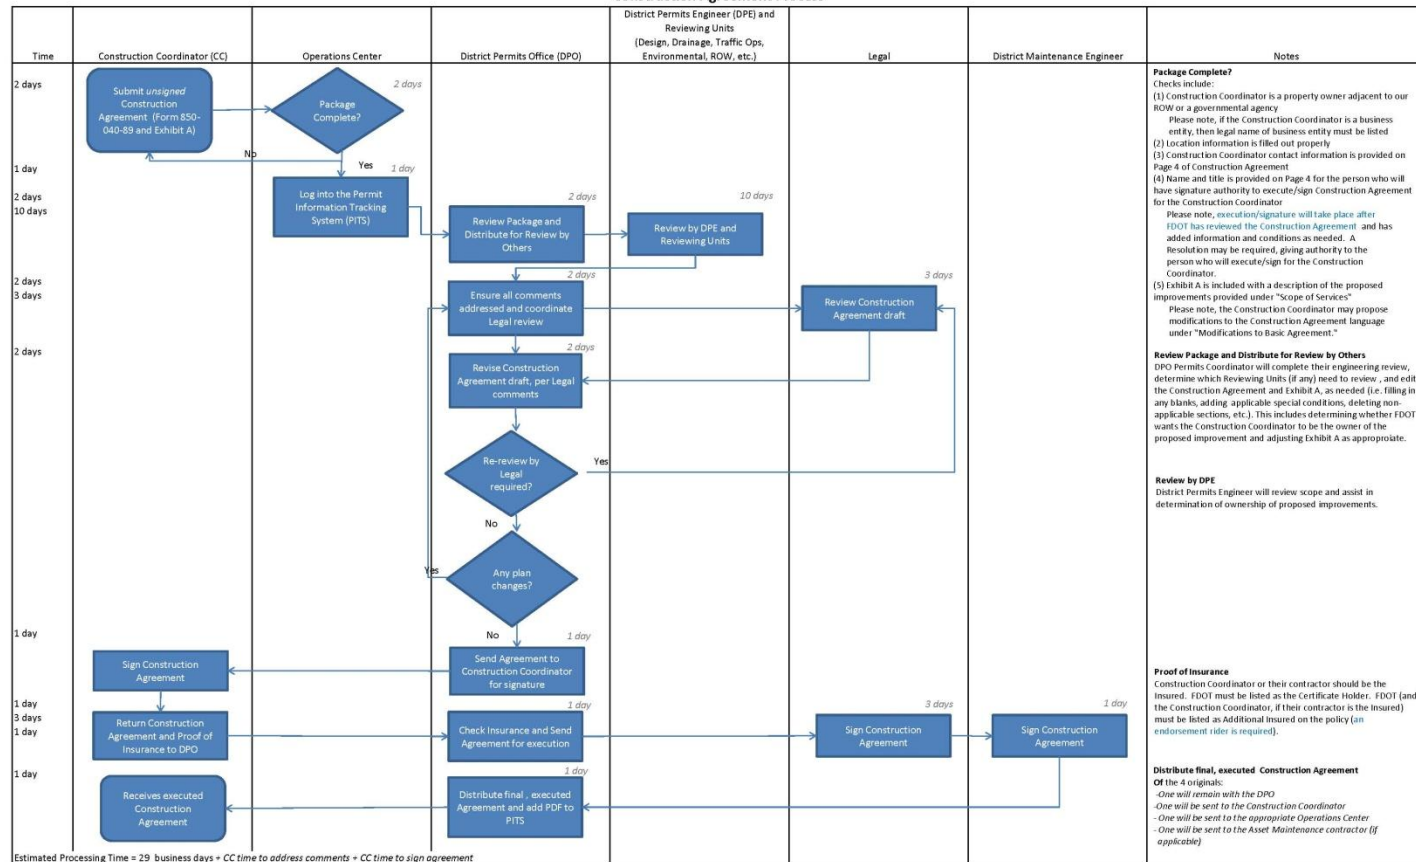 District Permits Engineer (DPE) and
Reviewing Units
(Design, Drainage, Traffic Ops,
Environmental, ROW, etc.)
Time
Construction Coordinator (CC)
Operations Center
District Permits Office (DPO)
Legal
District Maintenance Engineer
Notes
2 days
Submit unsigned
Construction
Agreement (Form 850-
040-89 and Exhibit A)
2 days
Package
Complete?
No
Yes
1 day
1 day
Log into the Permit
Information Tracking
System (PITS)
2 days
10 days
2 days
Review Package and
Distribute for Review by
Others
10 days
Review by DPE and
Reviewing Units
2 days
3 days
2 days
Ensure all comments
addressed and coordinate
Legal review
3 days
Review Construction
Agreement draft
2 days
2 days
Revise Construction
Agreement draft, per Legal
comments
Re-review by
Legal
required?
Yes
No
Any plan
changes?
Yes
No
1 day
1 day
Send Agreement to
Construction Coordinator
for signature
Sign Construction
Agreement
1 day
3 days
1 day
Return Construction
Agreement and Proof of
Insurance to DPO
1 day
Check Insurance and Send
Agreement for execution
3 days
Sign Construction
Agreement
1 day
Sign Construction
Agreement
1 day
1 day
Distribute final , executed
Agreement and add PDF to
PITS
Receives executed
Construction
Agreement
Package Complete?
Checks include:
(1) Construction Coordinator is a property owner adjacent to our
ROW or a governmental agency
Please note, if the Construction Coordinator is a business
entity, then legal name of business entity must be listed
(2) Location information is filled out properly
(3) Construction Coordinator contact information is provided on
Page 4 of Construction Agreement
(4) Name and title is provided on Page 4 for the person who will
have signature authority to execute/sign Construction Agreement
for the Construction Coordinator
Please note, execution/signature will take place after
FDOT has reviewed the Construction Agreement and has
added information and conditions as needed. A
Resolution may be required, giving authority to the
person who will execute/sign for the Construction
Coordinator.
(5) Exhibit A is included with a description of the proposed
improvements provided under "Scope of Services"
Please note, the Construction Coordinator may propose
modifications to the Construction Agreement language
under "Modifications to Basic Agreement."
Review Package and Distribute for Review by Others
DPO Permits Coordinator will complete their engineering review,
determine which Reviewing Units (if any) need to review , and edit
the Construction Agreement and Exhibit A, as needed (i.e. filling in
any blanks, adding applicable special conditions, deleting non-
applicable sections, etc.). This includes determining whether FDOT
wants the Construction Coordinator to be the owner of the
proposed improvement and adjusting Exhibit A as approproiate.
Review by DPE
District Permits Engineer will review scope and assist in
determination of ownership of proposed improvements.
Proof of Insurance
Construction Coordinator or their contractor should be the
Insured. FDOT must be listed as the Certificate Holder. FDOT (and
the Construction Coordinator, if their contractor is the Insured)
must be listed as Additional Insured on the policy (an
endorsement rider is required).
Distribute final, executed Construction Agreement
Of the 4 originals:
-One will remain with the DPO
-One will be sent to the Construction Coordinator
- One will be sent to the appropriate Operations Center
- One will be sent to the Asset Maintenance contractor (if
applicable)
Estimated Processing Time = 29 business days + CC time to address comments + CC time to sign agreement